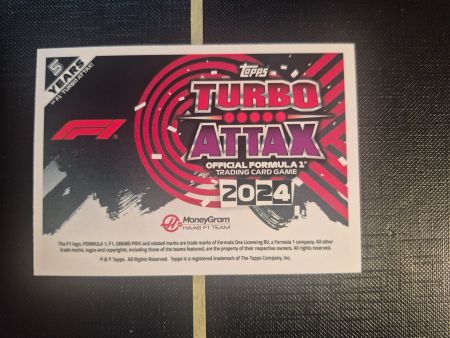 5
YEARS
OF F1 TURBO ATTAX!
Topps
TURBO
ATTAX
OFFICIAL FORMULA 1®
TRADING CARD GAME
2024
F1
MoneyGram
HAAS F1 TEAM
The F1 logo, FORMULA 1, F1, GRAND PRIX and related marks are trade marks of Formula One Licensing BV, a Formula 1 company. All other
trade marks, logos and copyrights, including those of the teams featured, are the property of their respective owners. All rights reserved.
® & © Topps. All Rights Reserved. Topps is a registered trademark of The Topps Company, Inc.